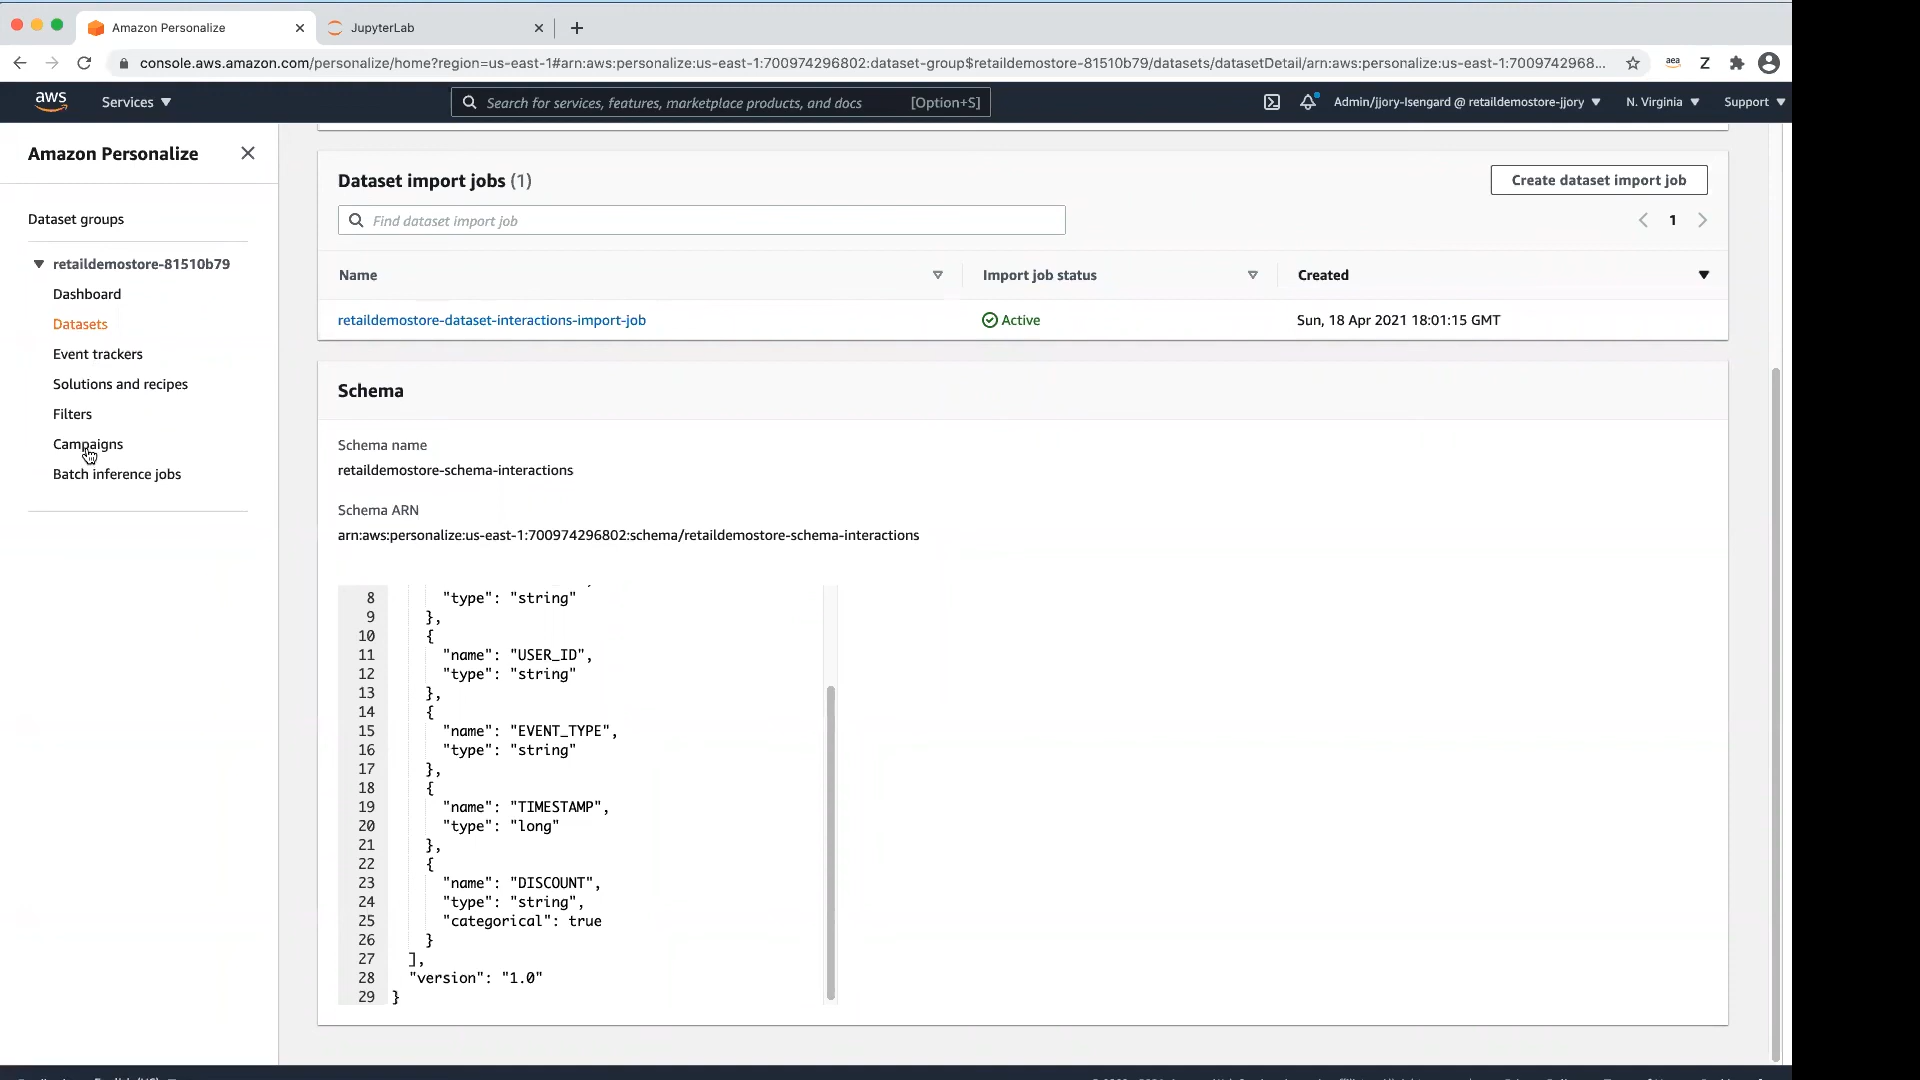 Amazon Personalize
JupyterLab
console.aws.amazon.com/personalize/home?region=us-east-1#arn:aws:personalize:us-east-1:700974296802:dataset-group$retaildemostore-81510b79/datasets/datasetDetail/arn:aws:personalize:us-east-1:7009742968...
aea
Z
aws
Services
Search for services, features, marketplace products, and docs
[Option+S]
Admin/jjory-Isengard @ retaildemostore-jjory
N. Virginia
Support
Amazon Personalize
Dataset groups
retaildemostore-81510b79
Dashboard
Datasets
Event trackers
Solutions and recipes
Filters
Campaigns
Batch inference jobs
Dataset import jobs (1)
Create dataset import job
Find dataset import job
1
Name
Import job status
Created
retaildemostore-dataset-interactions-import-job
Active
Sun, 18 Apr 2021 18:01:15 GMT
Schema
Schema name
retaildemostore-schema-interactions
Schema ARN
arn:aws:personalize:us-east-1:700974296802:schema/retaildemostore-schema-interactions
8 "type": "string"
9 },
10 {
11 "name": "USER_ID",
12 "type": "string"
13 },
14 {
15 "name": "EVENT_TYPE",
16 "type": "string"
17 },
18 {
19 "name": "TIMESTAMP",
20 "type": "long"
21 },
22 {
23 "name": "DISCOUNT",
24 "type": "string",
25 "categorical": true
26 }
27 ],
28 "version": "1.0"
29 }